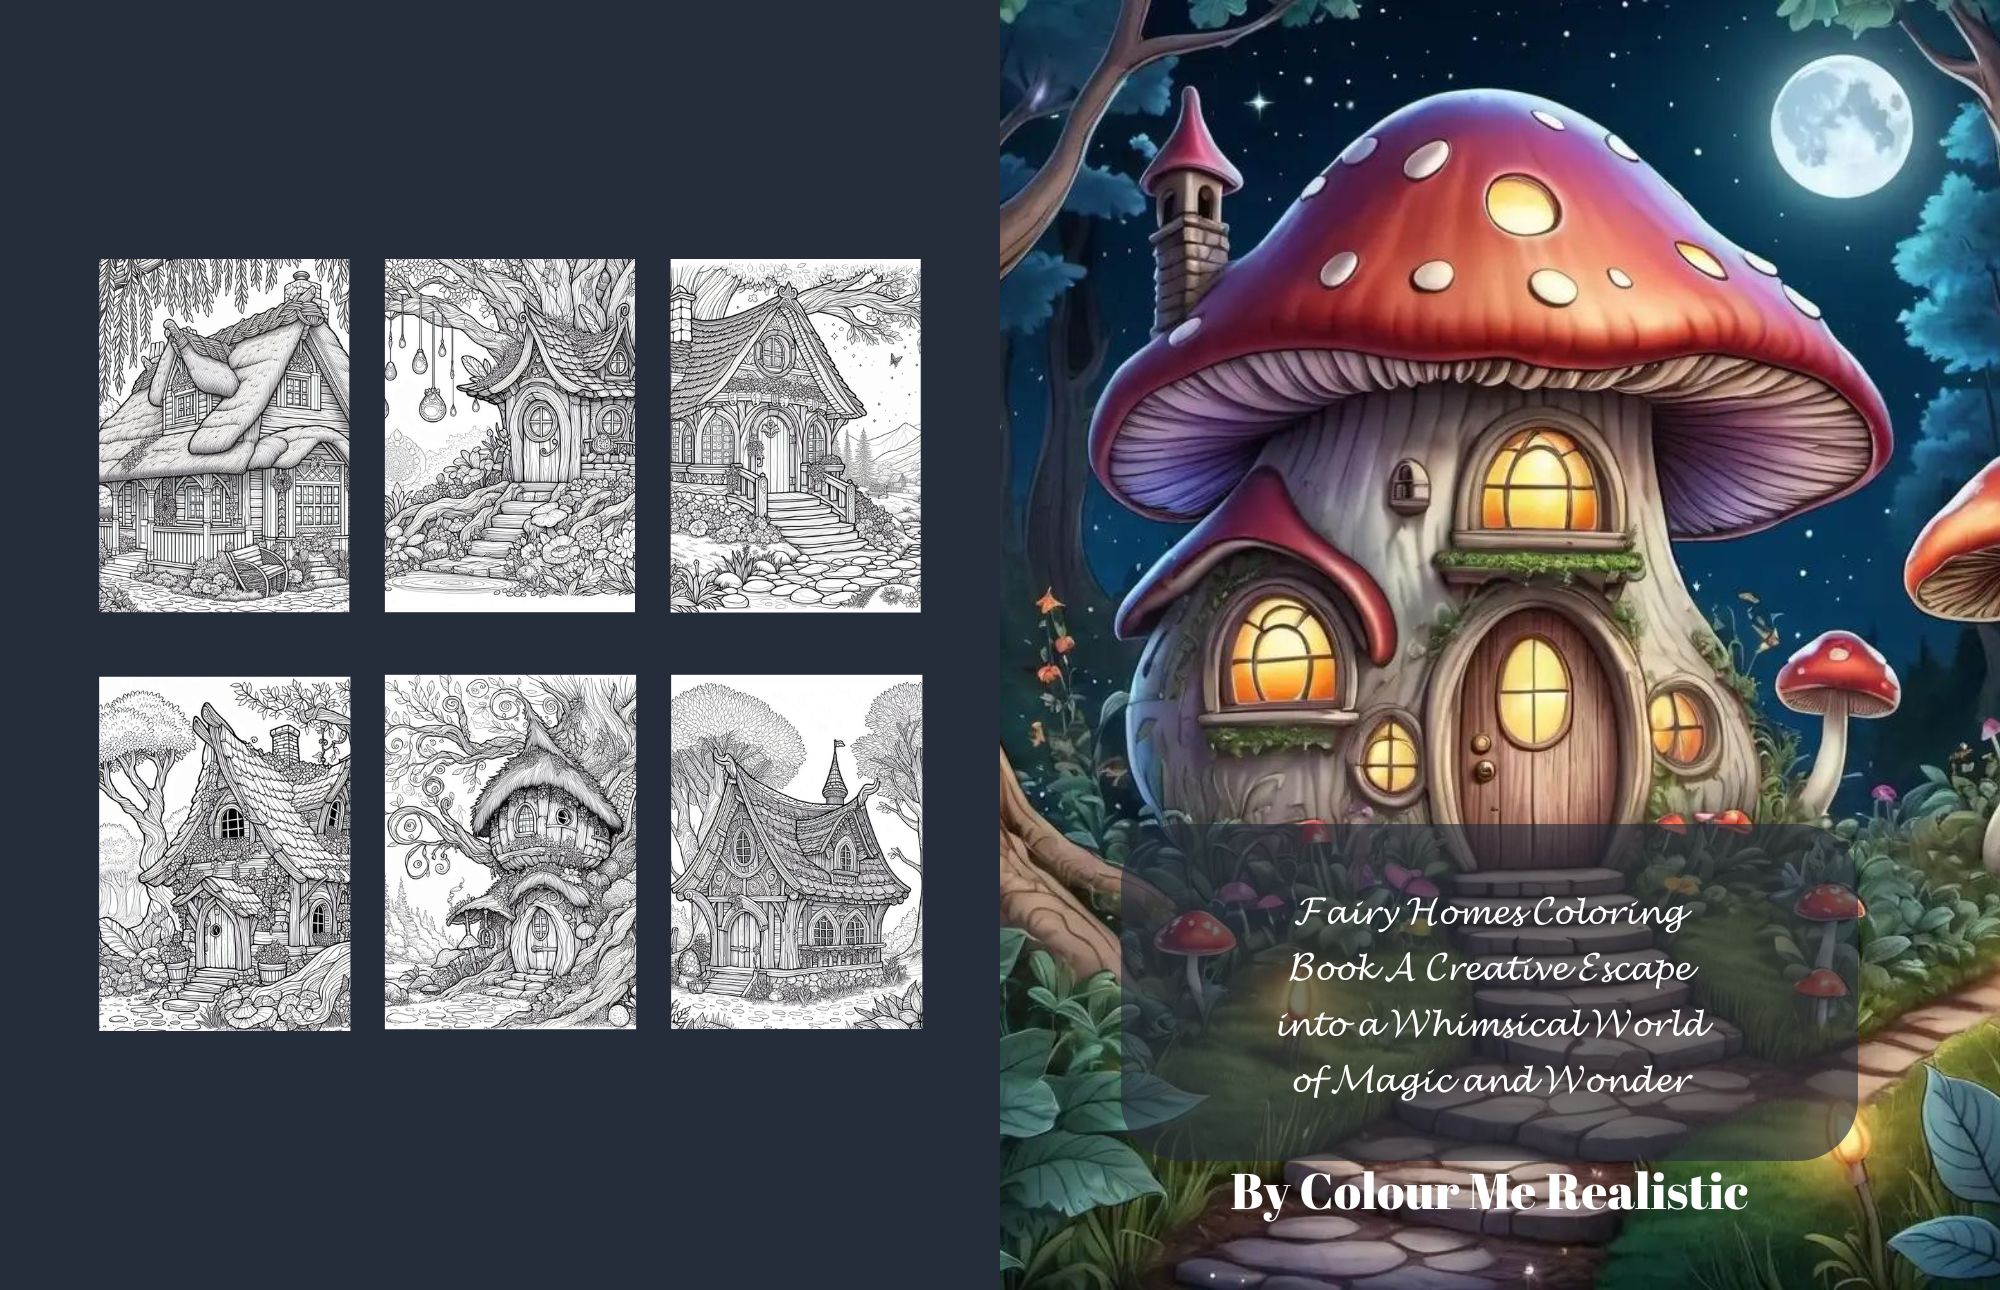 Fairy Homes Coloring
Book A Creative Escape
into a Whimsical World
of Magic and Wonder
By Colour Me Realistic